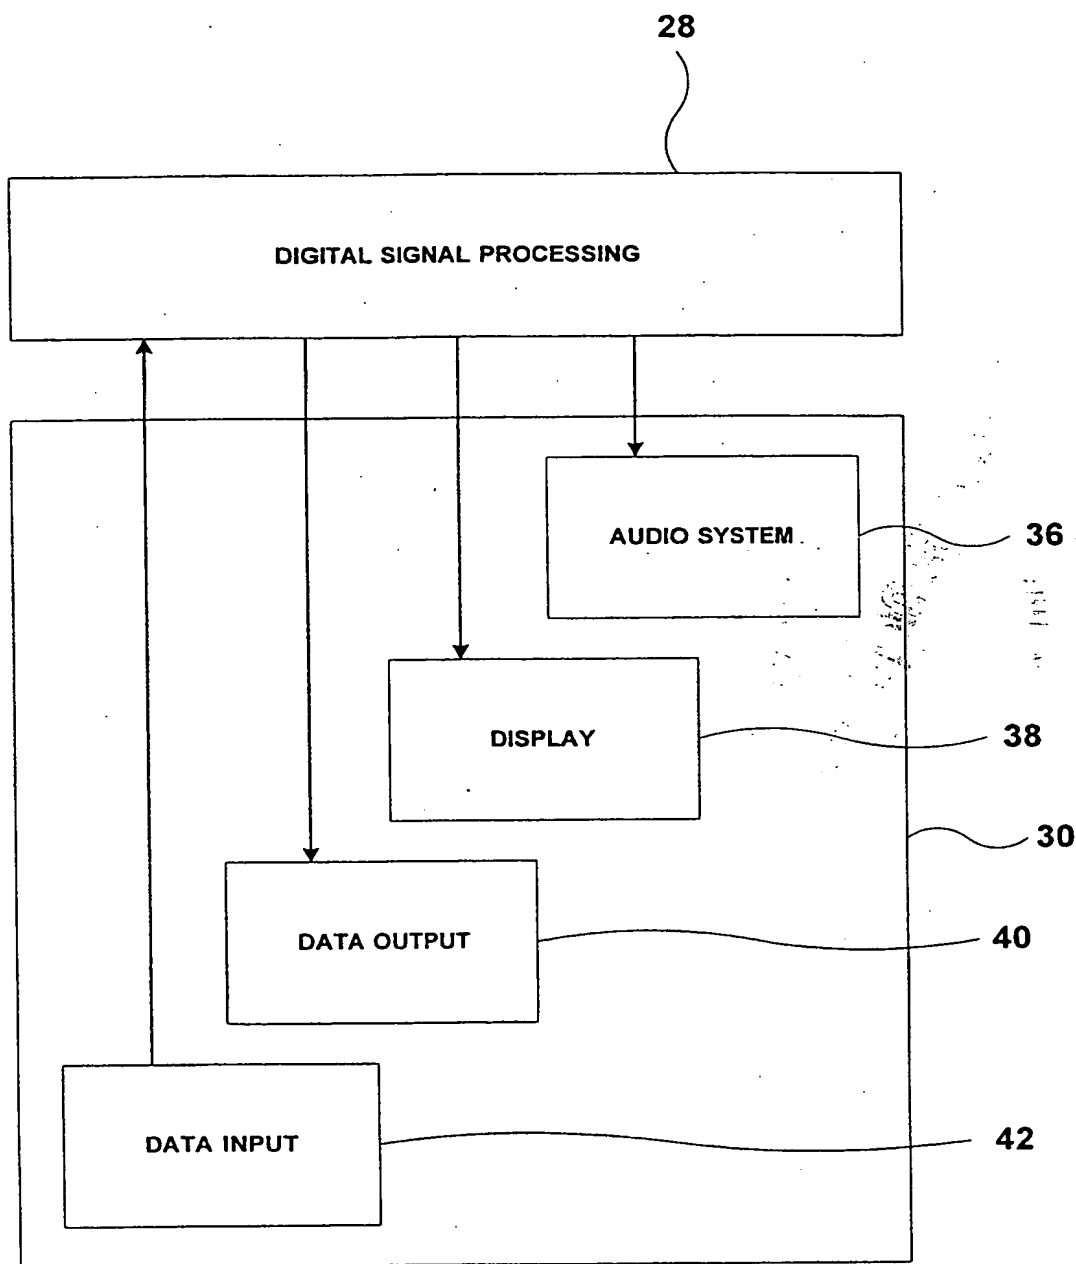 28
DIGITAL SIGNAL PROCESSING
AUDIO SYSTEM
36
DISPLAY
38
30
DATA OUTPUT
40
DATA INPUT
42